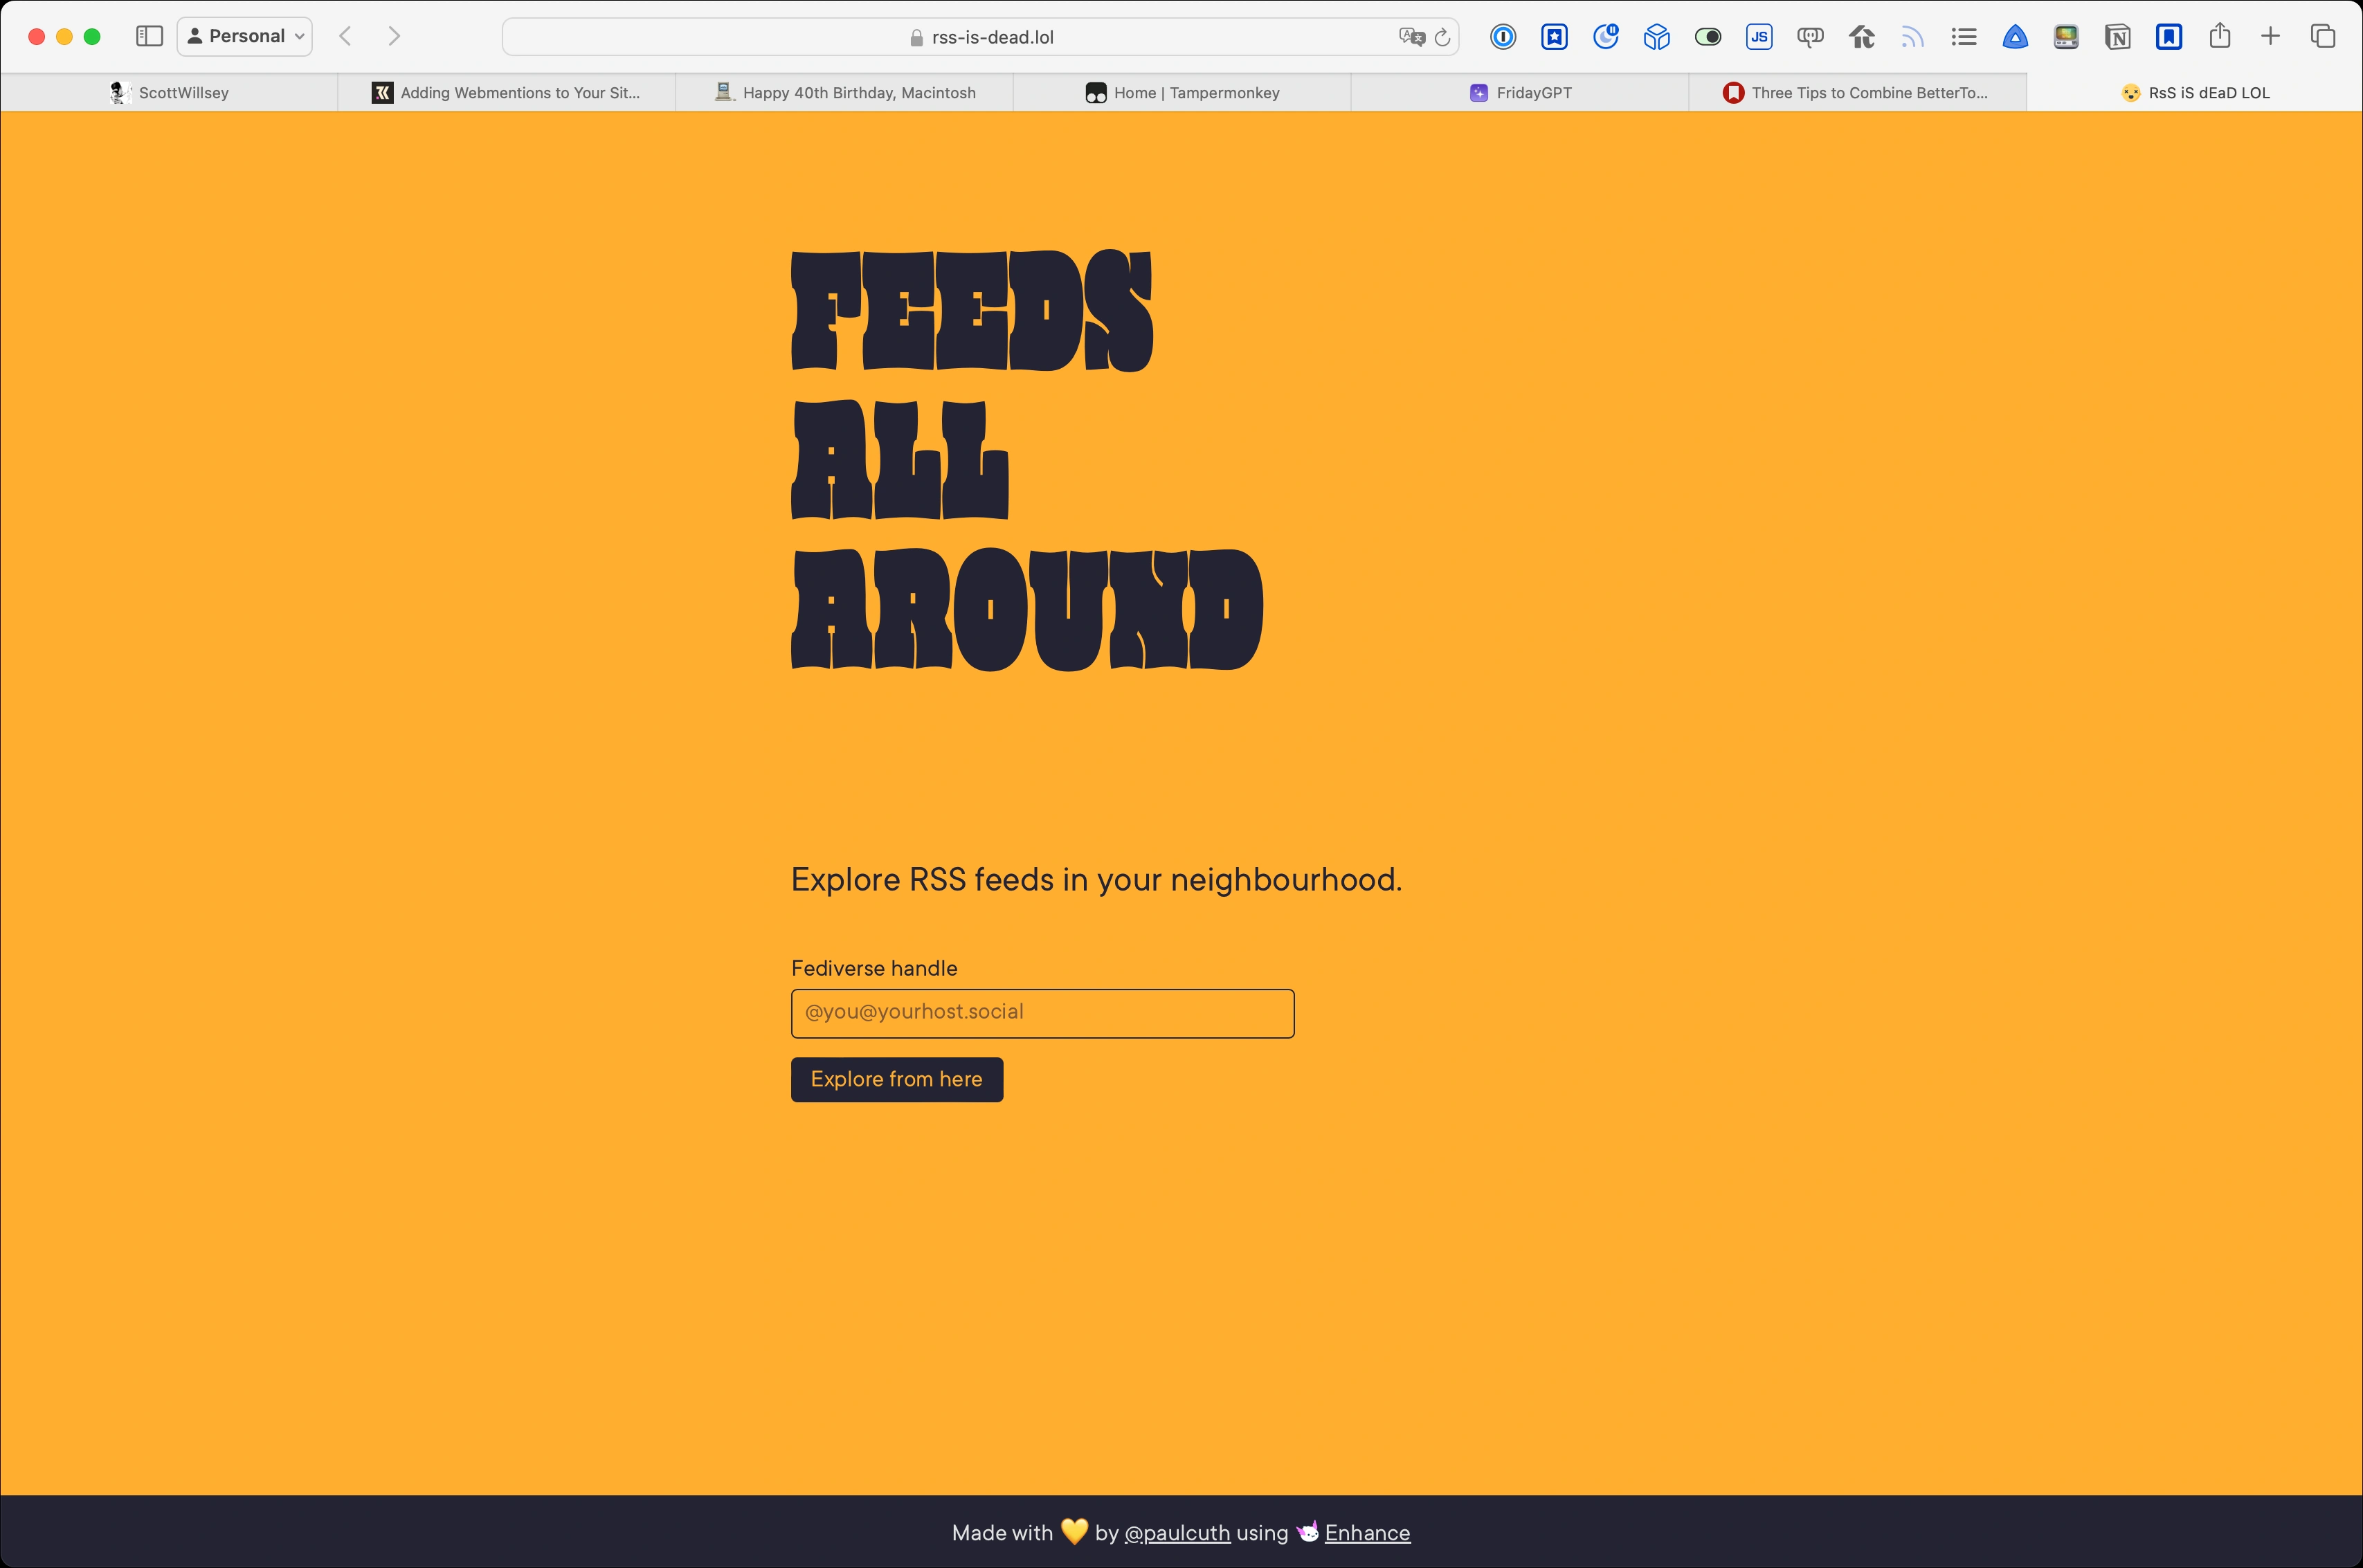 Personal
rss-is-dead.lol
JS
ScottWillsey
Adding Webmentions to Your Sit...
Happy 40th Birthday, Macintosh
Home | Tampermonkey
FridayGPT
Three Tips to Combine BetterTo...
RsS iS dEaD LOL
FEEDS
ALL
AROUND
Explore RSS feeds in your neighbourhood.
Fediverse handle
@you@yourhost.social
Explore from here
Made with 💛 by @paulcuth using Enhance